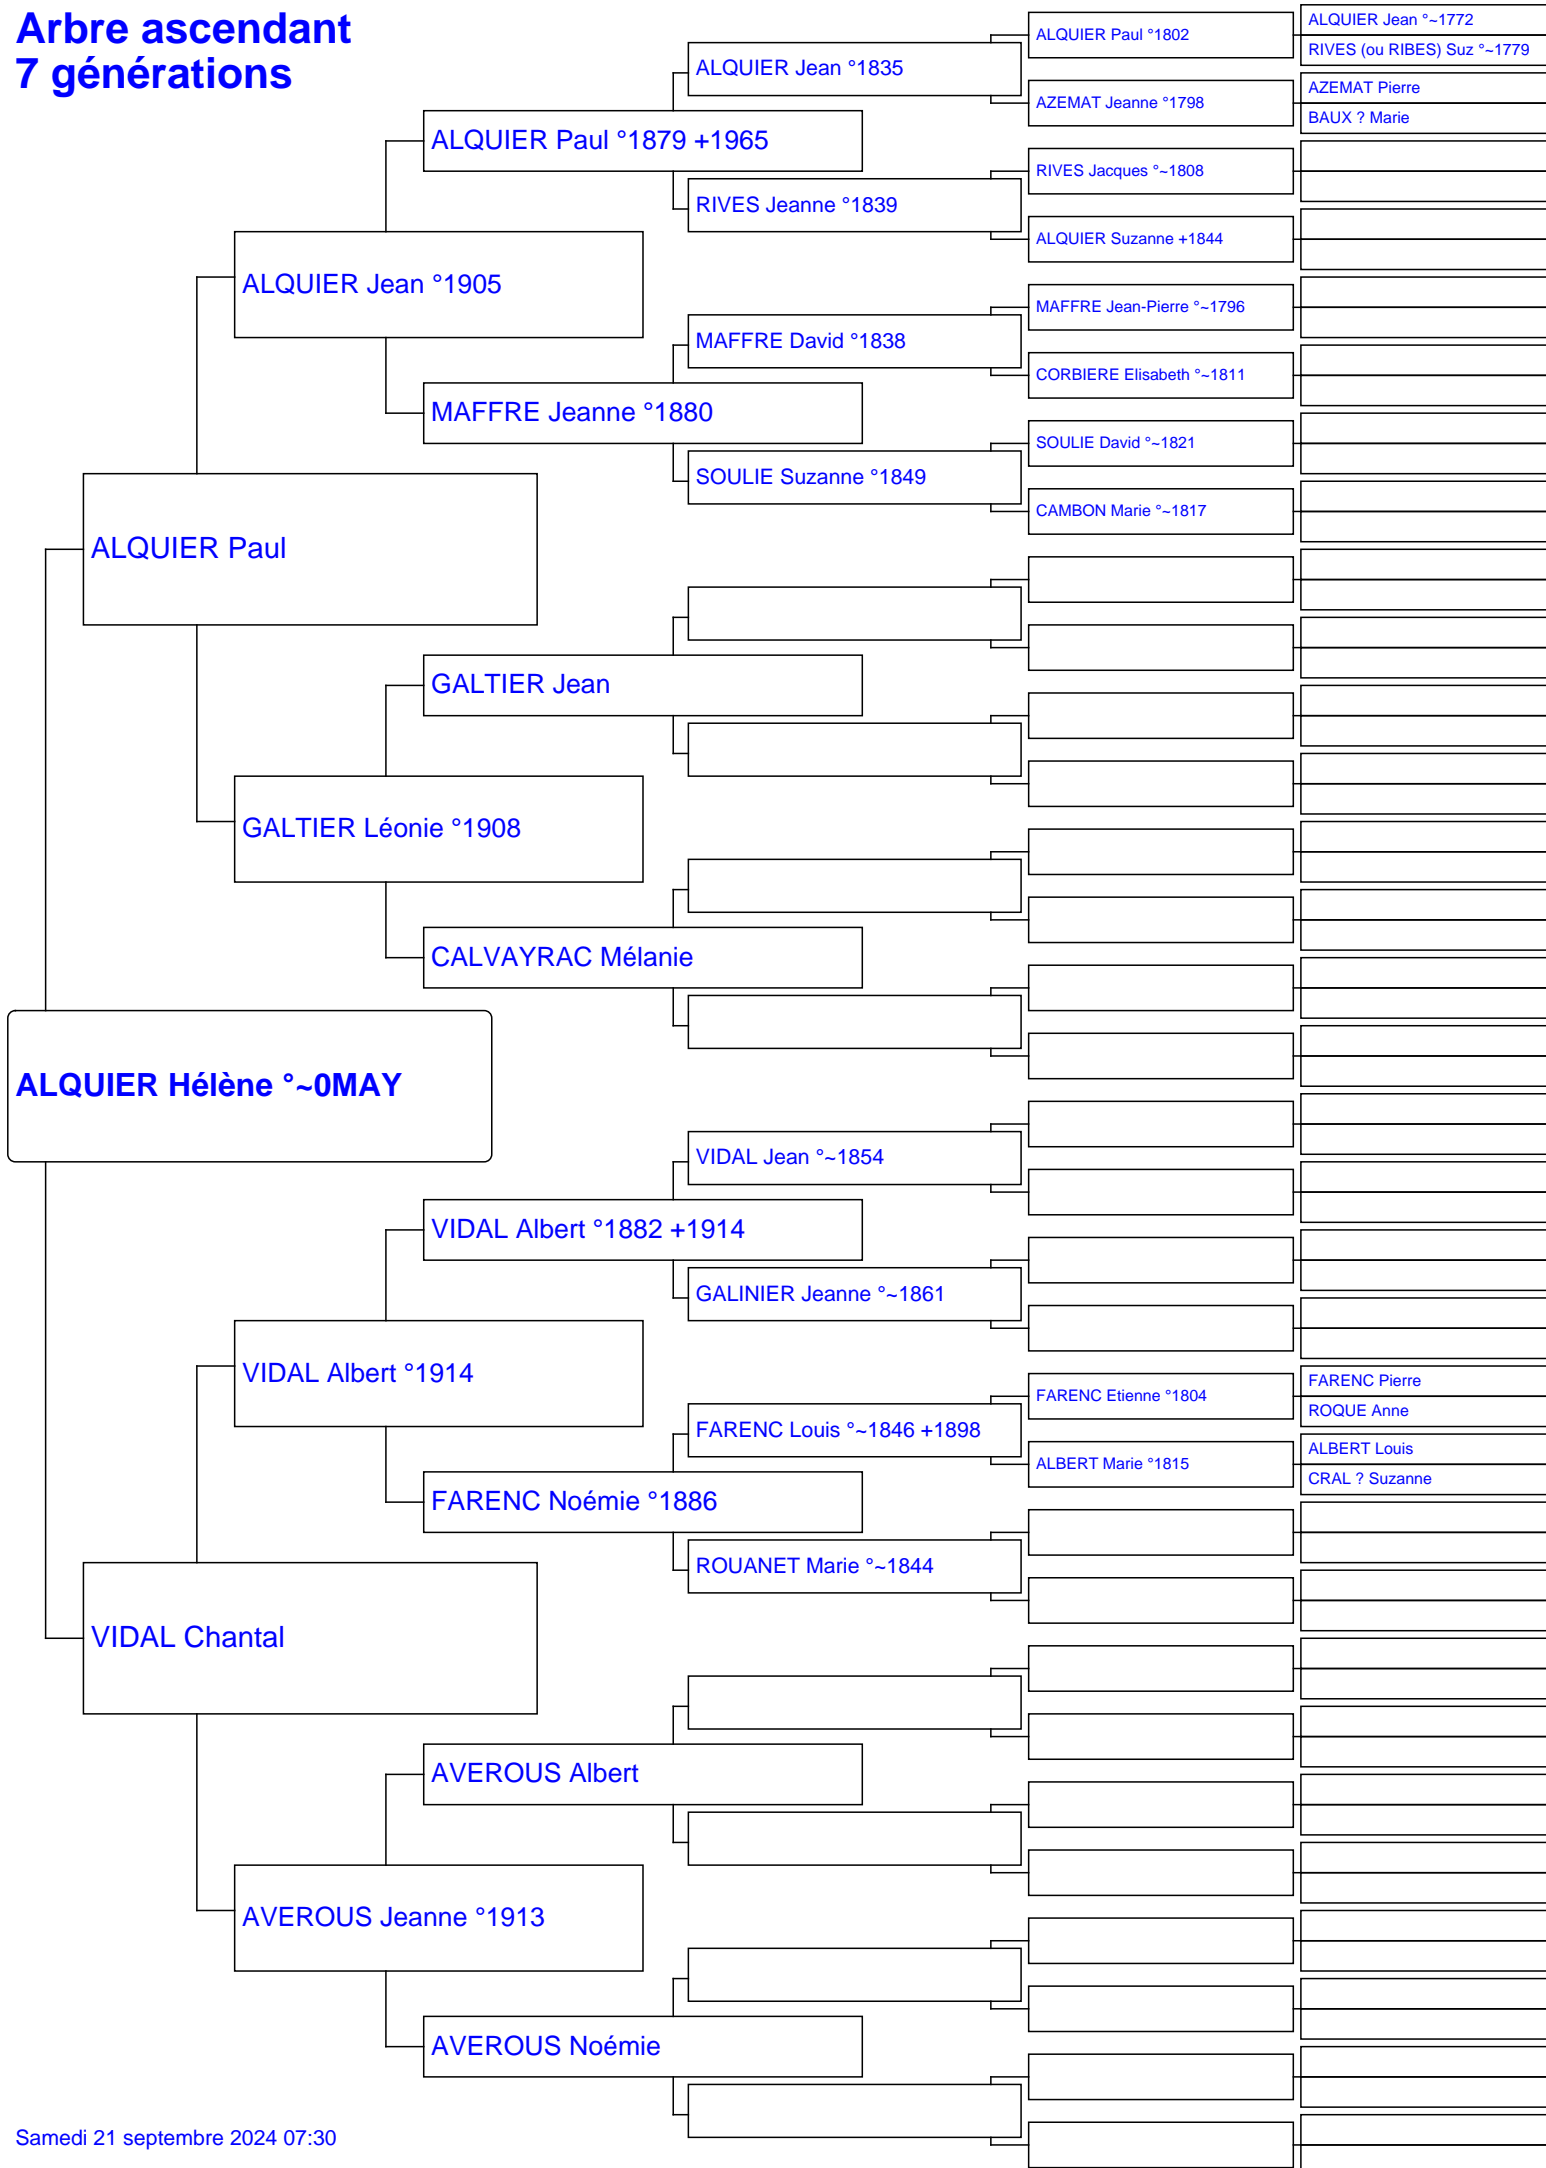 Arbre ascendant
7 générations
ALQUIER Jean °~1772
RIVES (ou RIBES) Suz °~1779
ALQUIER Paul °1802
AZEMAT Pierre
BAUX ? Marie
AZEMAT Jeanne °1798
ALQUIER Jean °1835
ALQUIER Paul °1879 +1965
RIVES Jacques °~1808
RIVES Jeanne °1839
ALQUIER Suzanne +1844
ALQUIER Jean °1905
MAFFRE Jean-Pierre °~1796
MAFFRE David °1838
CORBIERE Elisabeth °~1811
MAFFRE Jeanne °1880
SOULIE David °~1821
SOULIE Suzanne °1849
CAMBON Marie °~1817
ALQUIER Paul
GALTIER Jean
GALTIER Léonie °1908
CALVAYRAC Mélanie
ALQUIER Hélène °~0MAY
VIDAL Jean °~1854
VIDAL Albert °1882 +1914
GALINIER Jeanne °~1861
VIDAL Albert °1914
FARENC Pierre
ROQUE Anne
FARENC Etienne °1804
FARENC Louis °~1846 +1898
ALBERT Louis
CRAL ? Suzanne
ALBERT Marie °1815
FARENC Noémie °1886
ROUANET Marie °~1844
VIDAL Chantal
AVEROUS Albert
AVEROUS Jeanne °1913
AVEROUS Noémie
Samedi 21 septembre 2024 07:30